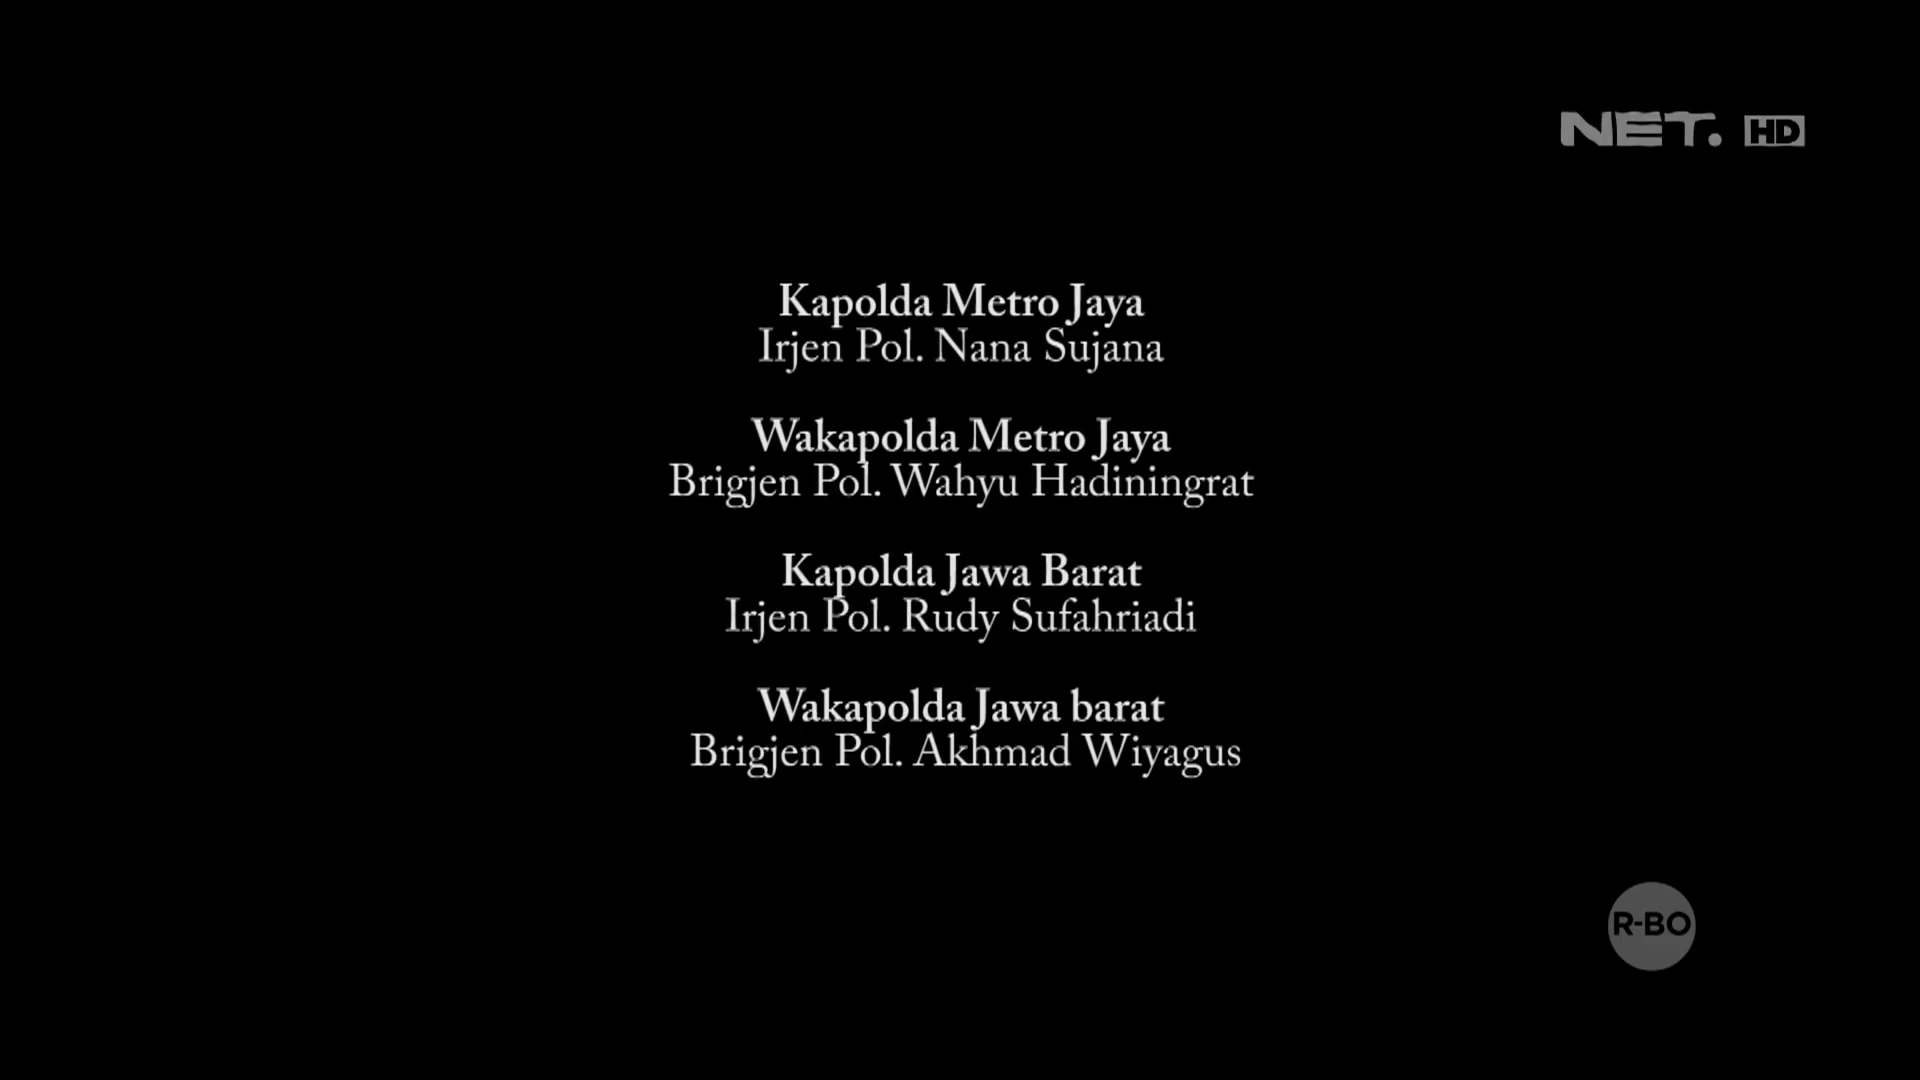 NET. HD
Kapolda Metro Jaya
Irjen Pol. Nana Sujana
Wakapolda Metro Jaya
Brigjen Pol. Wahyu Hadiningrat
Kapolda Jawa Barat
Irjen Pol. Rudy Sufahriadi
Wakapolda Jawa barat
Brigjen Pol. Akhmad Wiyagus
R-BO